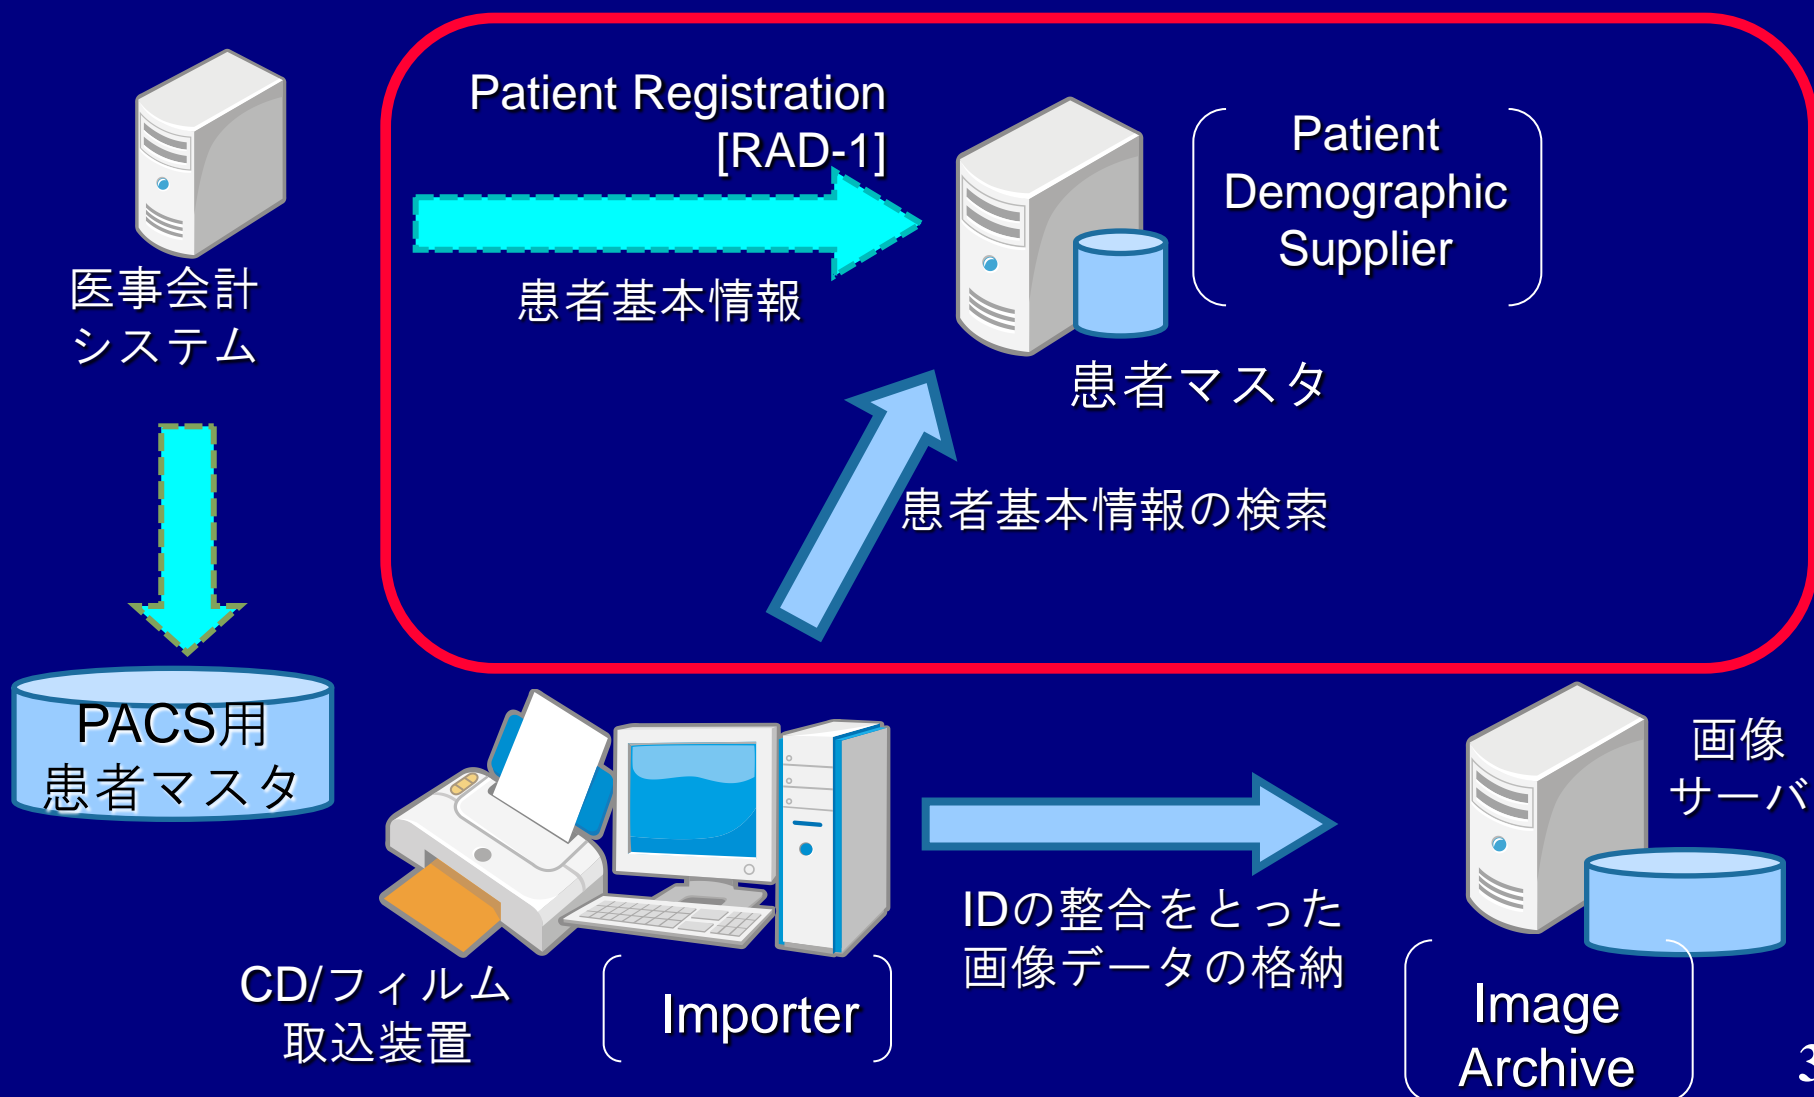 Patient Registration
[RAD-1]
Patient
Demographic
Supplier
医事会計
システム
患者基本情報
患者マスタ
患者基本情報の検索
PACS用
患者マスタ
画像
サーバ
IDの整合をとった
画像データの格納
CD/フィルム
取込装置
Importer
Image
Archive